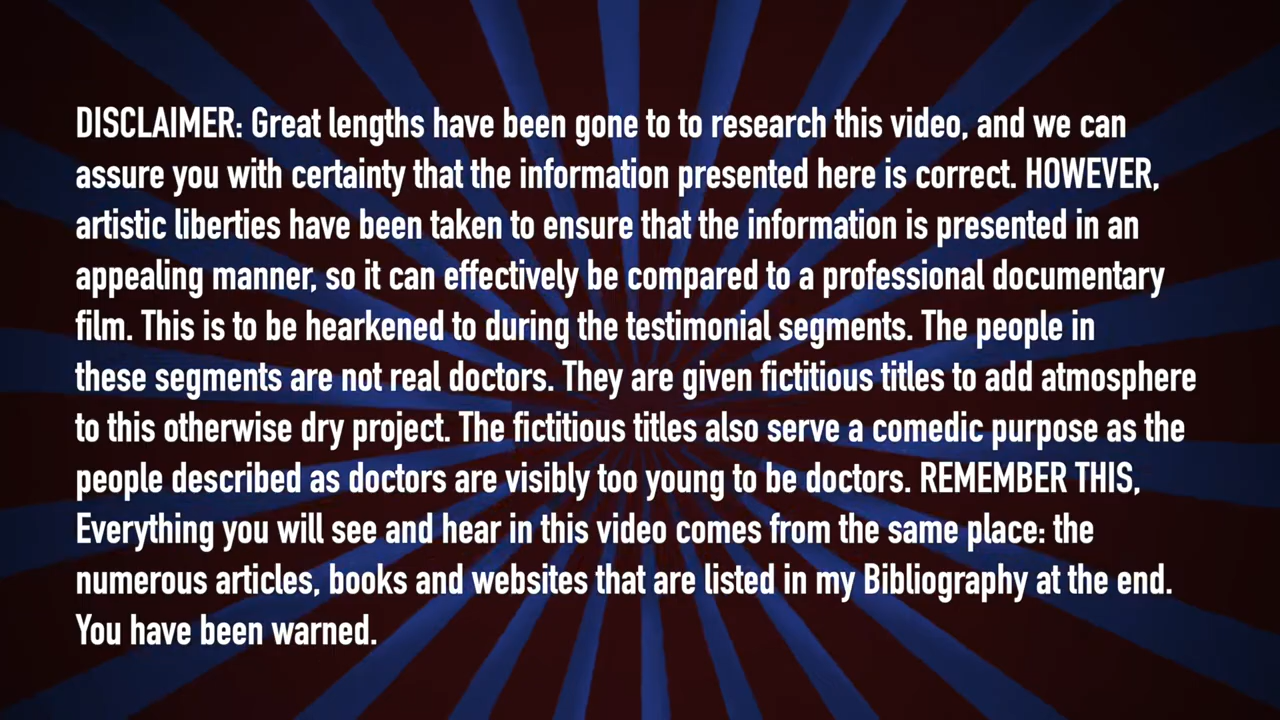 DISCLAIMER: Great lengths have been gone to to research this video, and we can
assure you with certainty that the information presented here is correct. HOWEVER,
artistic liberties have been taken to ensure that the information is presented in an
appealing manner, so it can effectively be compared to a professional documentary
film. This is to be hearkened to during the testimonial segments. The people in
these segments are not real doctors. They are given fictitious titles to add atmosphere
to this otherwise dry project. The fictitious titles also serve a comedic purpose as the
people described as doctors are visibly too young to be doctors. REMEMBER THIS,
Everything you will see and hear in this video comes from the same place: the
numerous articles, books and websites that are listed in my Bibliography at the end.
You have been warned.